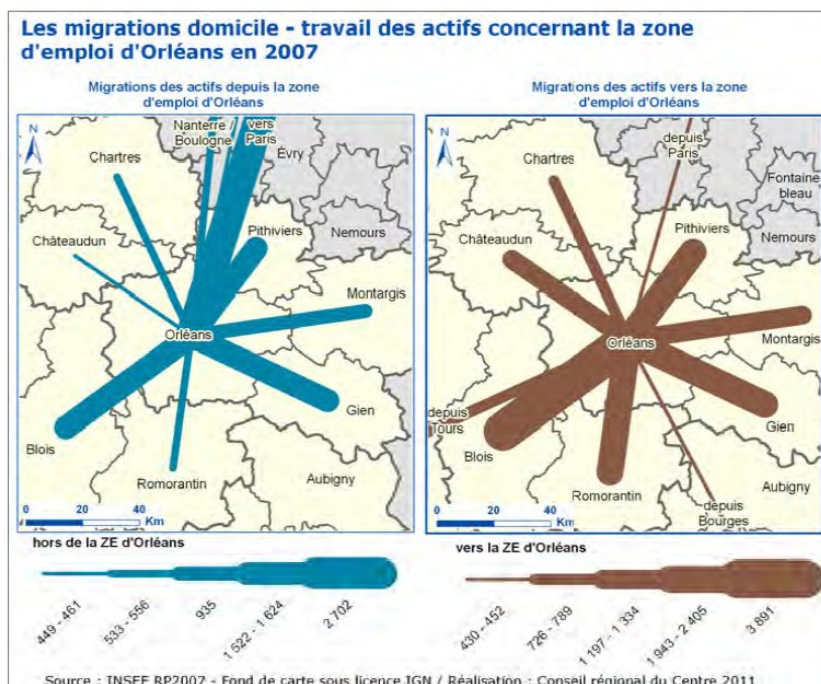 Les migrations domicile - travail des actifs concernant la zone
d'emploi d'Orléans en 2007
Migrations des actifs depuis la zone
d'emploi d'Orléans
N
Nanterre /
Boulogne
vers
Paris
Évry
Chartres
Pithiviers
Nemours
Châteaudun
Montargis
Orléans
Gien
Blois
Romorantin
Aubigny
0 20 40
Km
hors de la ZE d'Orléans
449 - 461
533 - 556
935
1 522 - 1 624
2 702
Migrations des actifs vers la zone
d'emploi d'Orléans
N
depuis
Paris
Chartres
Fontaine
bleau
Pithiviers
Châteaudun
Nemours
Orléans
Montargis
depuis
Tours
Gien
Blois
Romorantin
Aubigny
depuis
Bourges
0 20 40
Km
vers la ZE d'Orléans
430 - 452
726 - 789
1 197 - 1 334
1 943 - 2 405
3 891
Source : INSEE RP2007 - Fond de carte sous licence IGN / Réalisation : Conseil régional du Centre 2011